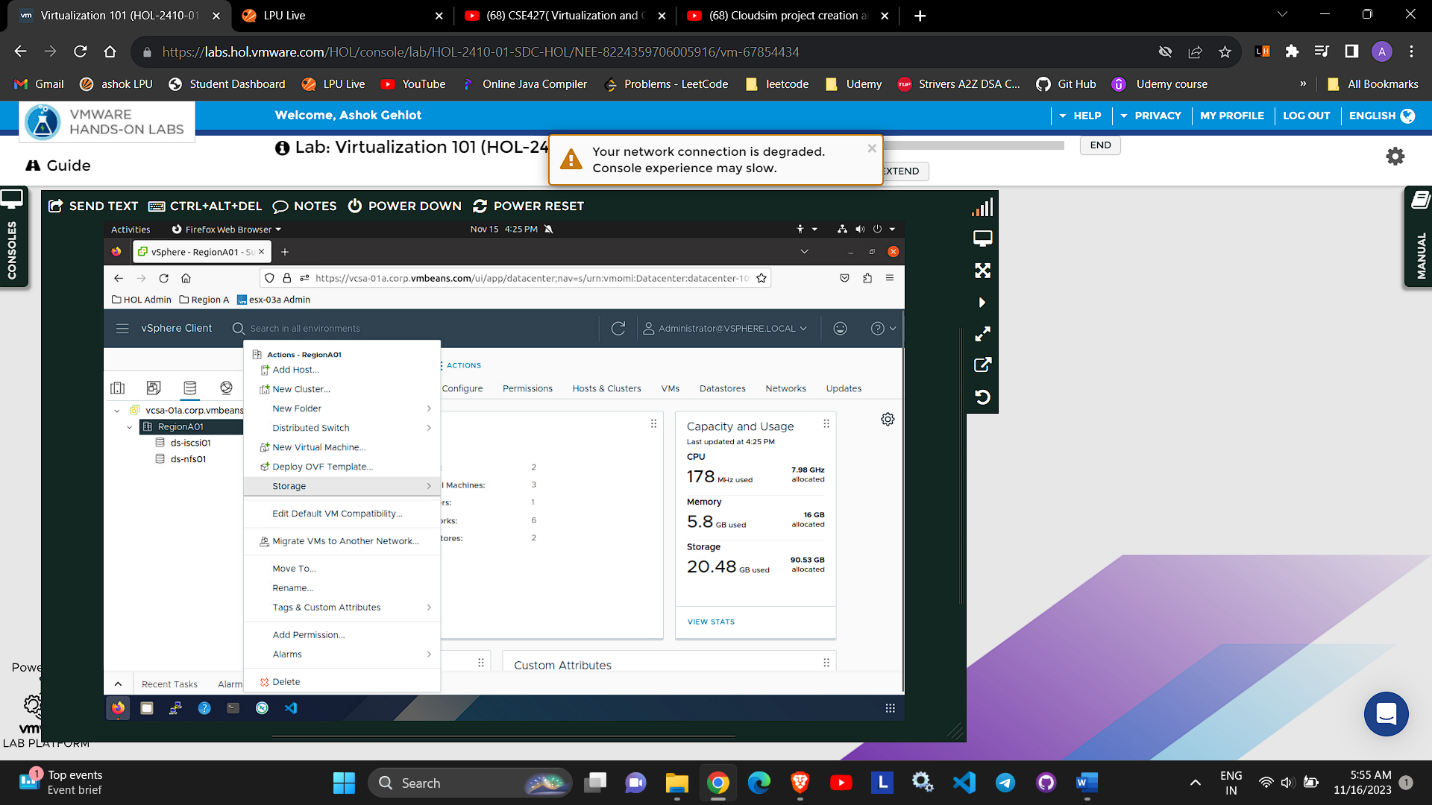 Virtualization 101 (HOL-2410-01
LPU Live
(68) CSE427( Virtualization and C
(68) Cloudsim project creation a
https://labs.hol.vmware.com/HOL/console/lab/HOL-2410-01-SDC-HOL/NEE-8224359706005916/vm-67854434
A
Gmail
ashok LPU
Student Dashboard
LPU Live
YouTube
Online Java Compiler
Problems - LeetCode
leetcode
Udemy
Strivers A2Z DSA C...
Git Hub
Udemy course
»
All Bookmarks
VMWARE
HANDS-ON LABS
Welcome, Ashok Gehlot
HELP
PRIVACY
MY PROFILE
LOG OUT
ENGLISH
Guide
Lab: Virtualization 101 (HOL-24
Your network connection is degraded.
Console experience may slow.
END
EXTEND
CONSOLES
MANUAL
SEND TEXT
CTRL+ALT+DEL
NOTES
POWER DOWN
POWER RESET
Activities
Firefox Web Browser
Nov 15 4:25 PM
vSphere - RegionA01 - Su
https://vcsa-01a.corp.vmbeans.com/ui/app/datacenter;nav=s/urn:vmomi:Datacenter:datacenter-10
HOL Admin
Region A
esx-03a Admin
vSphere Client
Search in all environments
Administrator@VSPHERE.LOCAL
vcsa-01a.corp.vmbeans
RegionA01
ds-iscsi01
ds-nfs01
Actions - RegionA01
Add Host...
New Cluster...
New Folder
Distributed Switch
New Virtual Machine...
Deploy OVF Template...
Storage
Edit Default VM Compatibility...
Migrate VMs to Another Network...
Move To...
Rename...
Tags & Custom Attributes
Add Permission...
Alarms
Delete
ACTIONS
Configure
Permissions
Hosts & Clusters
VMs
Datastores
Networks
Updates
: 2
l Machines: 3
rs: 1
rks: 6
tores: 2
Capacity and Usage
Last updated at 4:25 PM
CPU
178 MHz used
7.98 GHz
allocated
Memory
5.8 GB used
16 GB
allocated
Storage
20.48 GB used
90.53 GB
allocated
VIEW STATS
Custom Attributes
Recent Tasks
Alarm
Powe
vmw
LAB PLATFORM
1
Top events
Event brief
Search
L
ENG
IN
5:55 AM
11/16/2023
1